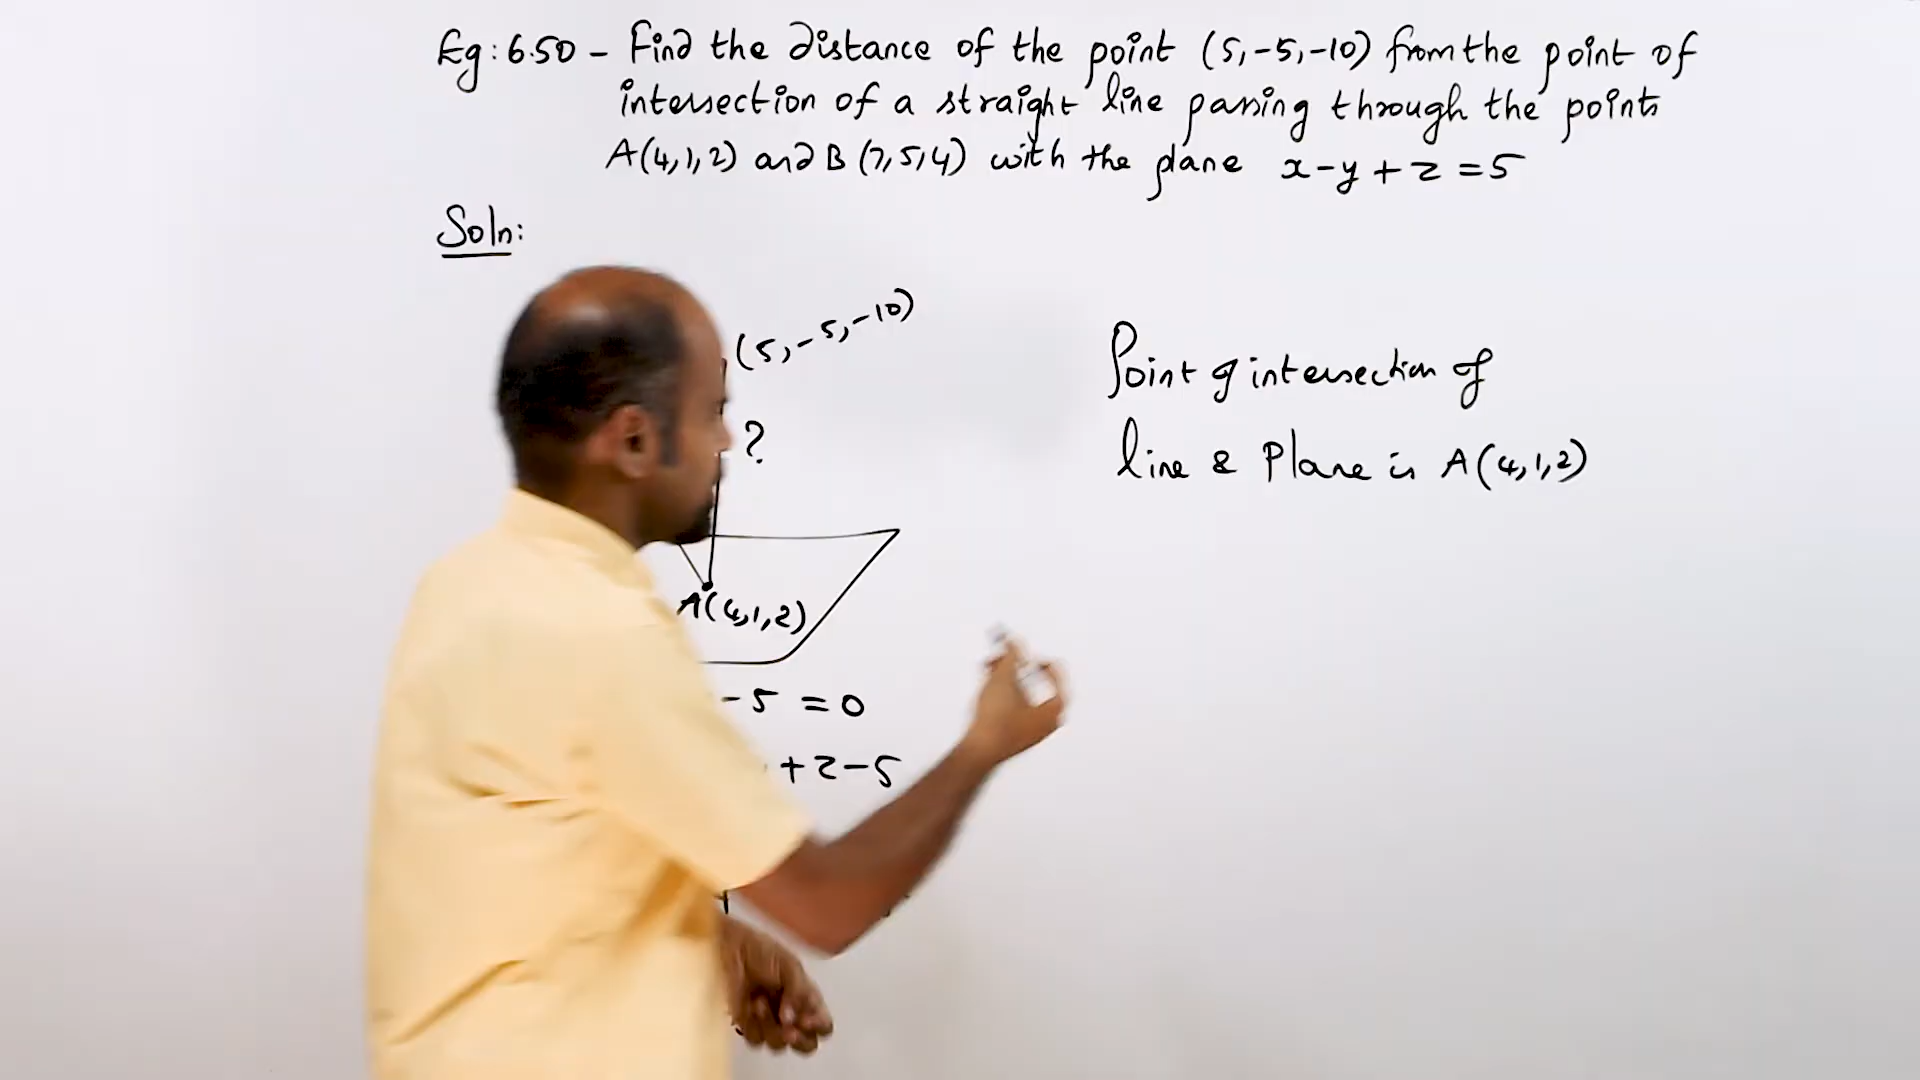 Eg: 6.50 - Find the distance of the point (5,-5,-10) from the point of
intersection of a straight line passing through the points
A(4,1,2) and B(7,5,4) with the plane x-y+z=5
Soln:
(5,-5,-10)
?
A(4,1,2)
-5 = 0
+2-5
Point of intersection of
line & Plane is A(4,1,2)